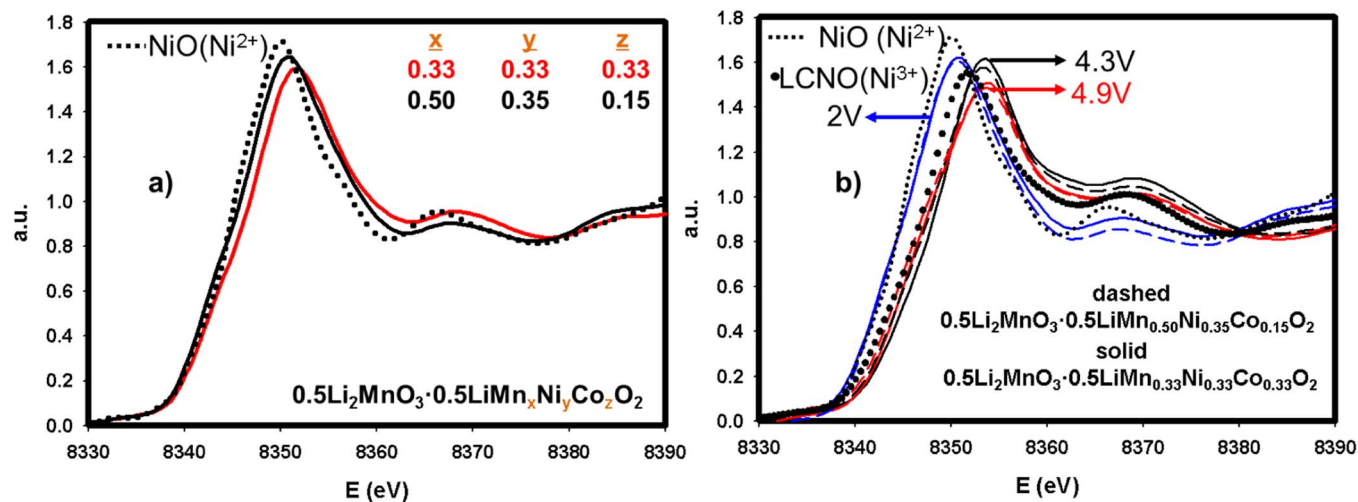 1.8
1.6
1.4
1.2
1.0
0.8
0.6
0.4
0.2
0.0
a.u.
NiO(Ni2+)
x y z
0.33 0.33 0.33
0.50 0.35 0.15
a)
0.5Li2MnO3·0.5LiMnxNiyCozO2
8330 8340 8350 8360 8370 8380 8390
E (eV)
1.8
1.6
1.4
1.2
1.0
0.8
0.6
0.4
0.2
0.0
a.u.
NiO (Ni2+)
LCNO(Ni3+)
2V
4.3V
4.9V
b)
dashed
0.5Li2MnO3·0.5LiMn0.50Ni0.35Co0.15O2
solid
0.5Li2MnO3·0.5LiMn0.33Ni0.33Co0.33O2
8330 8340 8350 8360 8370 8380 8390
E (eV)